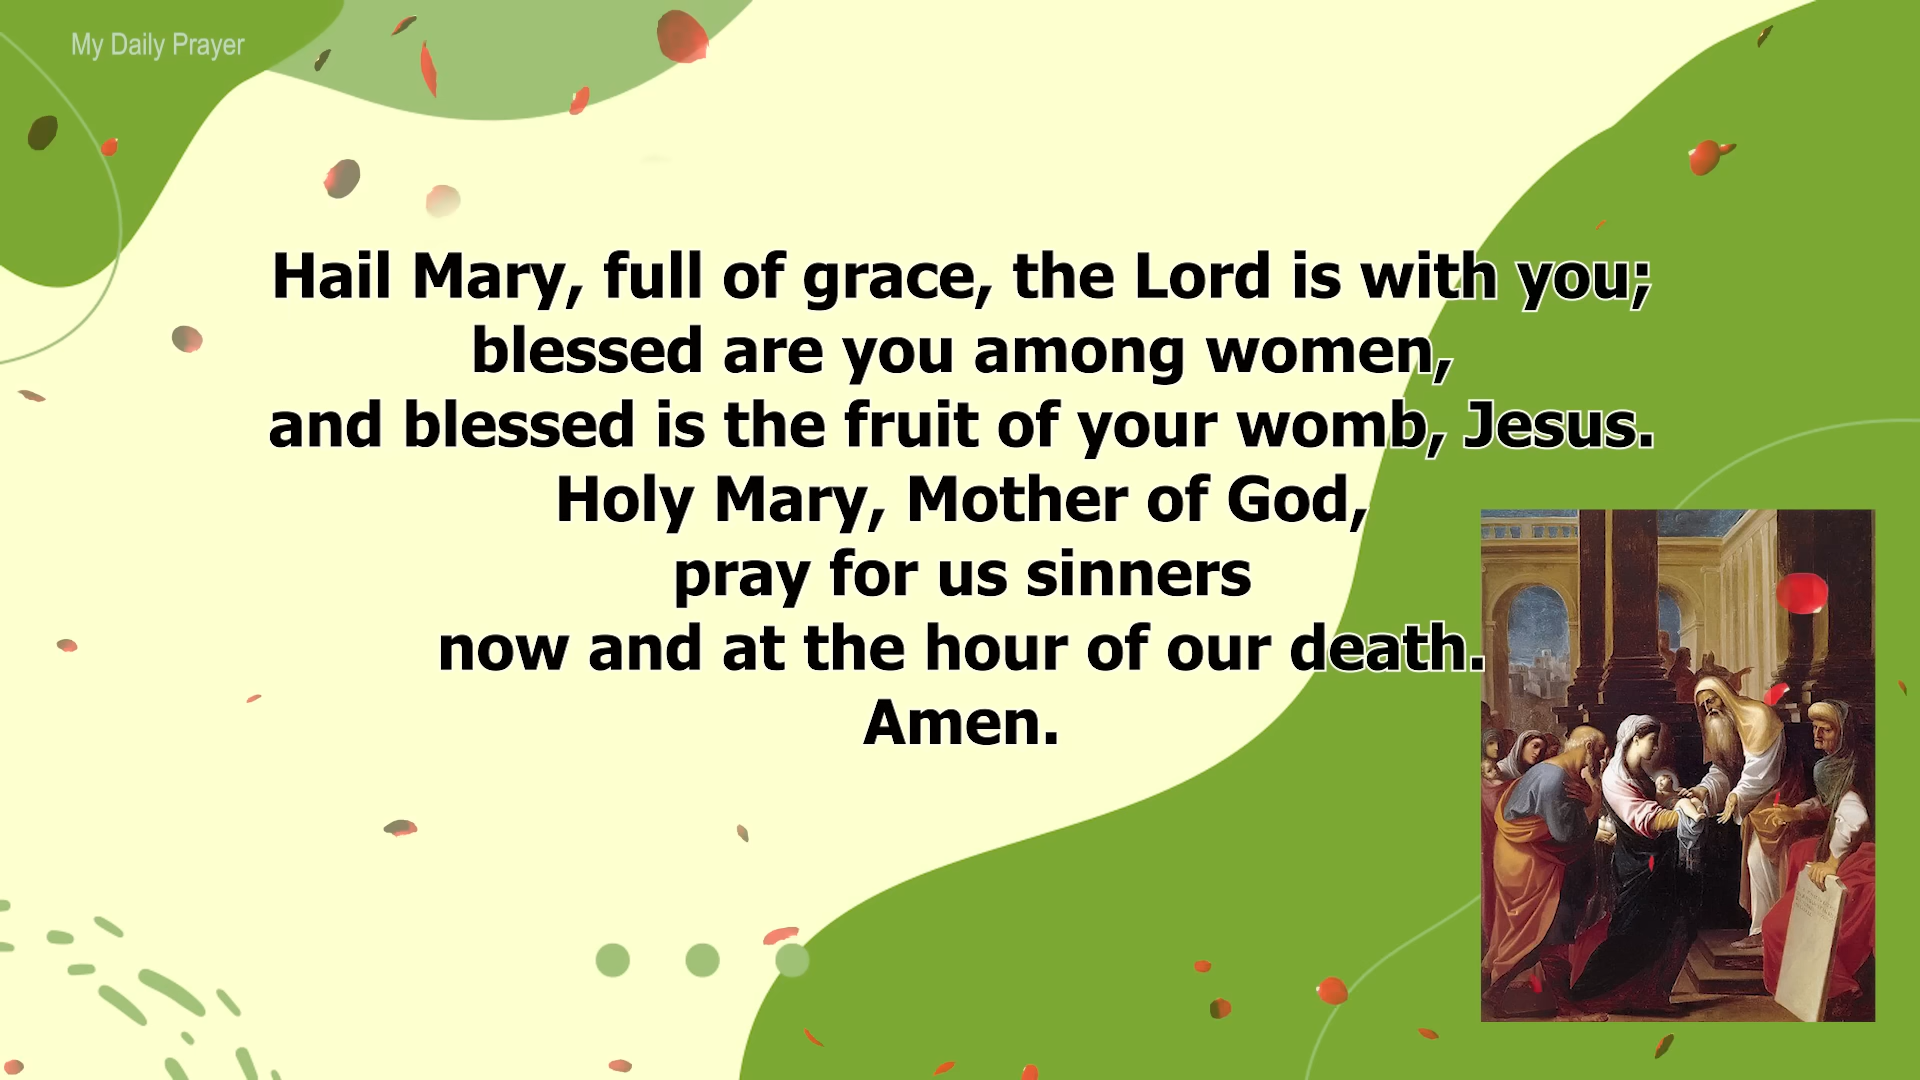 My Daily Prayer
Hail Mary, full of grace, the Lord is with you;
blessed are you among women,
and blessed is the fruit of your womb, Jesus.
Holy Mary, Mother of God,
pray for us sinners
now and at the hour of our death.
Amen.